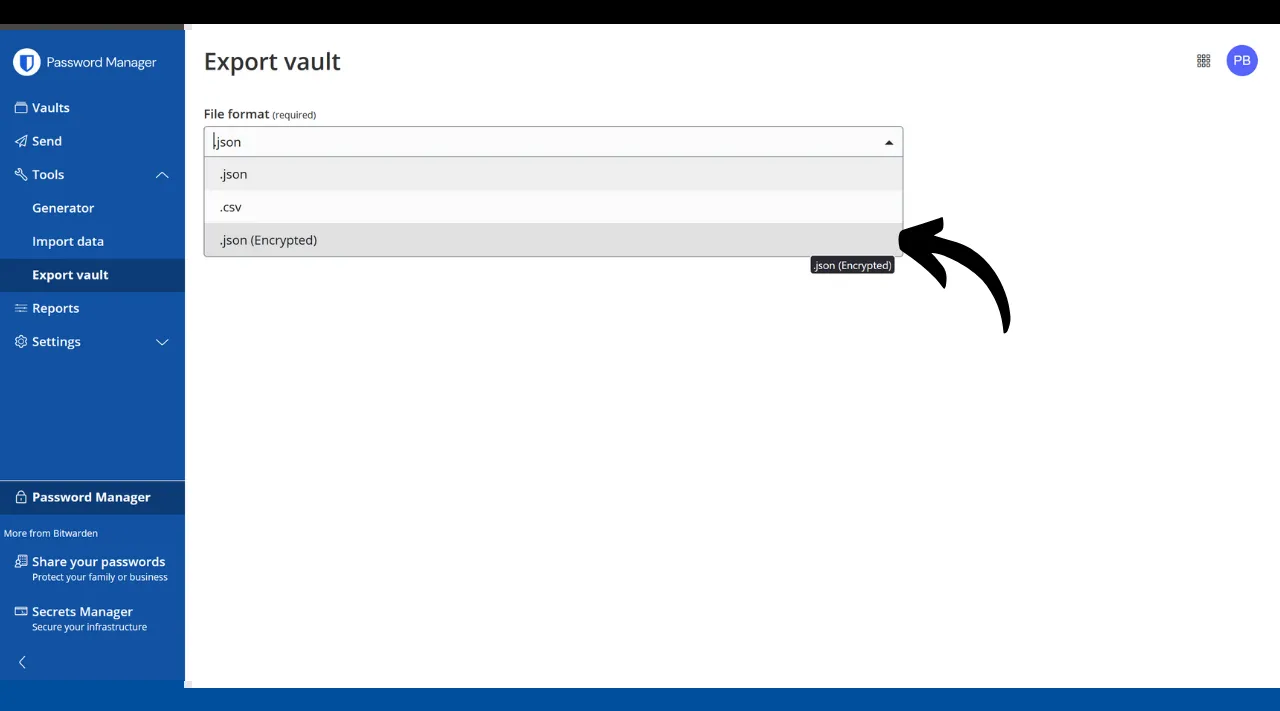 Password Manager
Vaults
Send
Tools
Generator
Import data
Export vault
Reports
Settings
Password Manager
More from Bitwarden
Share your passwords
Protect your family or business
Secrets Manager
Secure your infrastructure
Export vault
PB
File format (required)
.json
.json
.csv
.json (Encrypted)
.json (Encrypted)